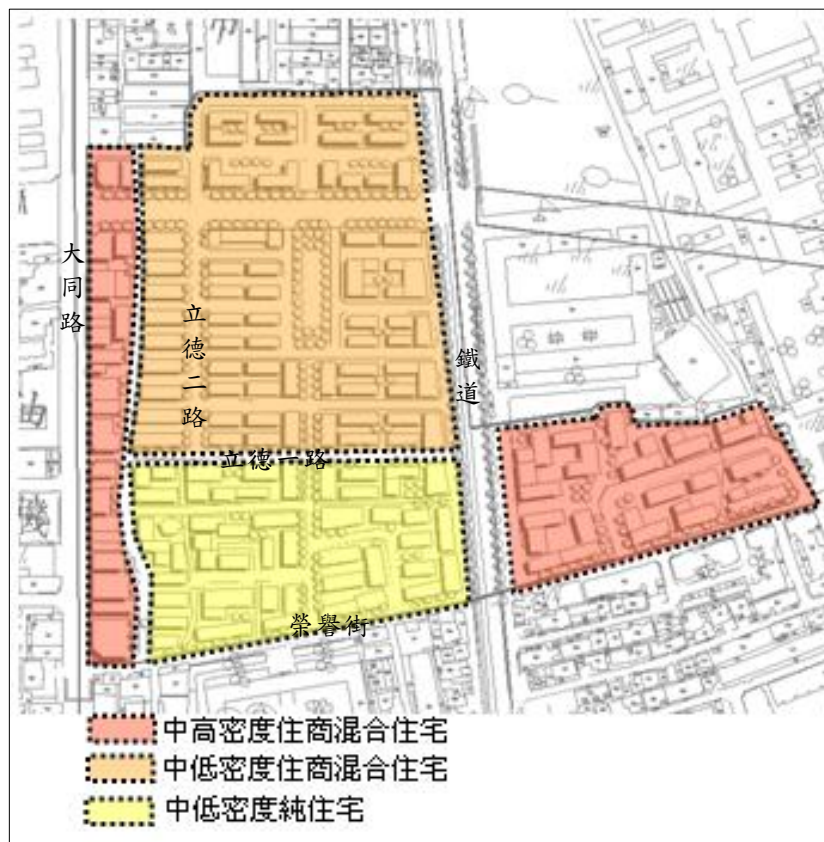 大同路
立德二路
鐵道
立德一路
榮譽街
機
中高密度住商混合住宅
中低密度住商混合住宅
中低密度純住宅